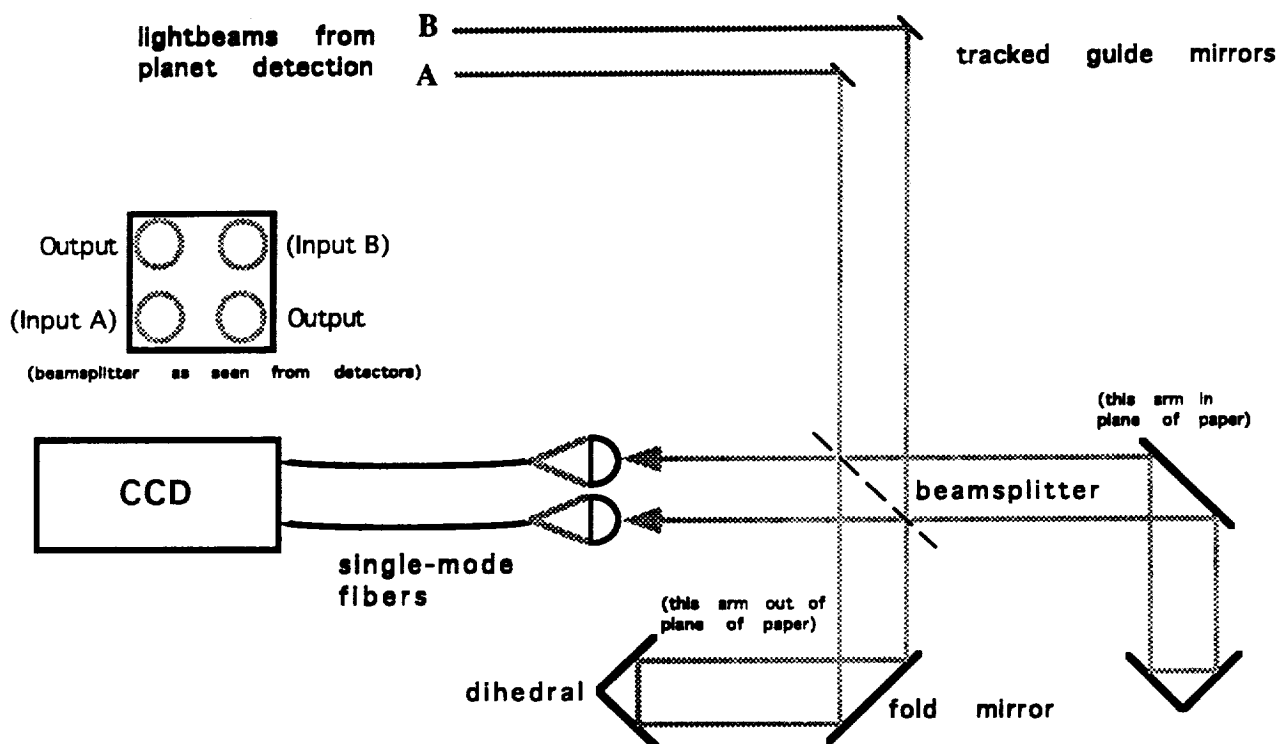 lightbeams from
planet detection
B
A
tracked guide mirrors
Output
(Input B)
(Input A)
Output
(beamsplitter as seen from detectors)
(this arm in
plane of paper)
CCD
beamsplitter
single-mode
fibers
(this arm out of
plane of paper)
dihedral
fold mirror